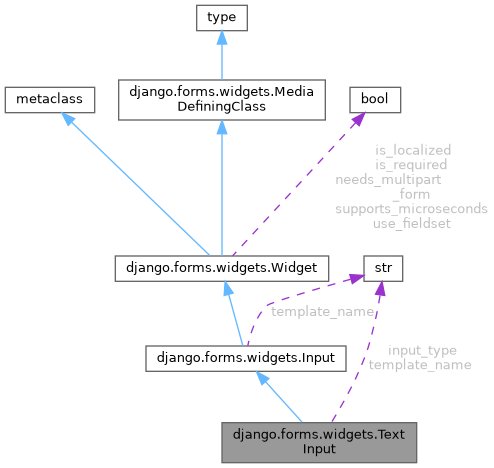 type
django.forms.widgets.Media
DefiningClass
metaclass
bool
is_localized
is_required
needs_multipart
_form
supports_microseconds
use_fieldset
django.forms.widgets.Widget
str
template_name
django.forms.widgets.Input
input_type
template_name
django.forms.widgets.Text
Input